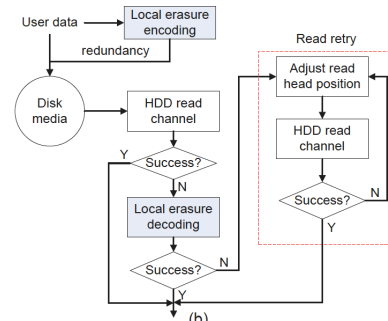 User data
Local erasure
encoding
redundancy
Read retry
Disk
media
HDD read
channel
Adjust read
head position
HDD read
channel
Y
Success?
N
Local erasure
decoding
Success?
N
Y
Success?
N
Y
(b)